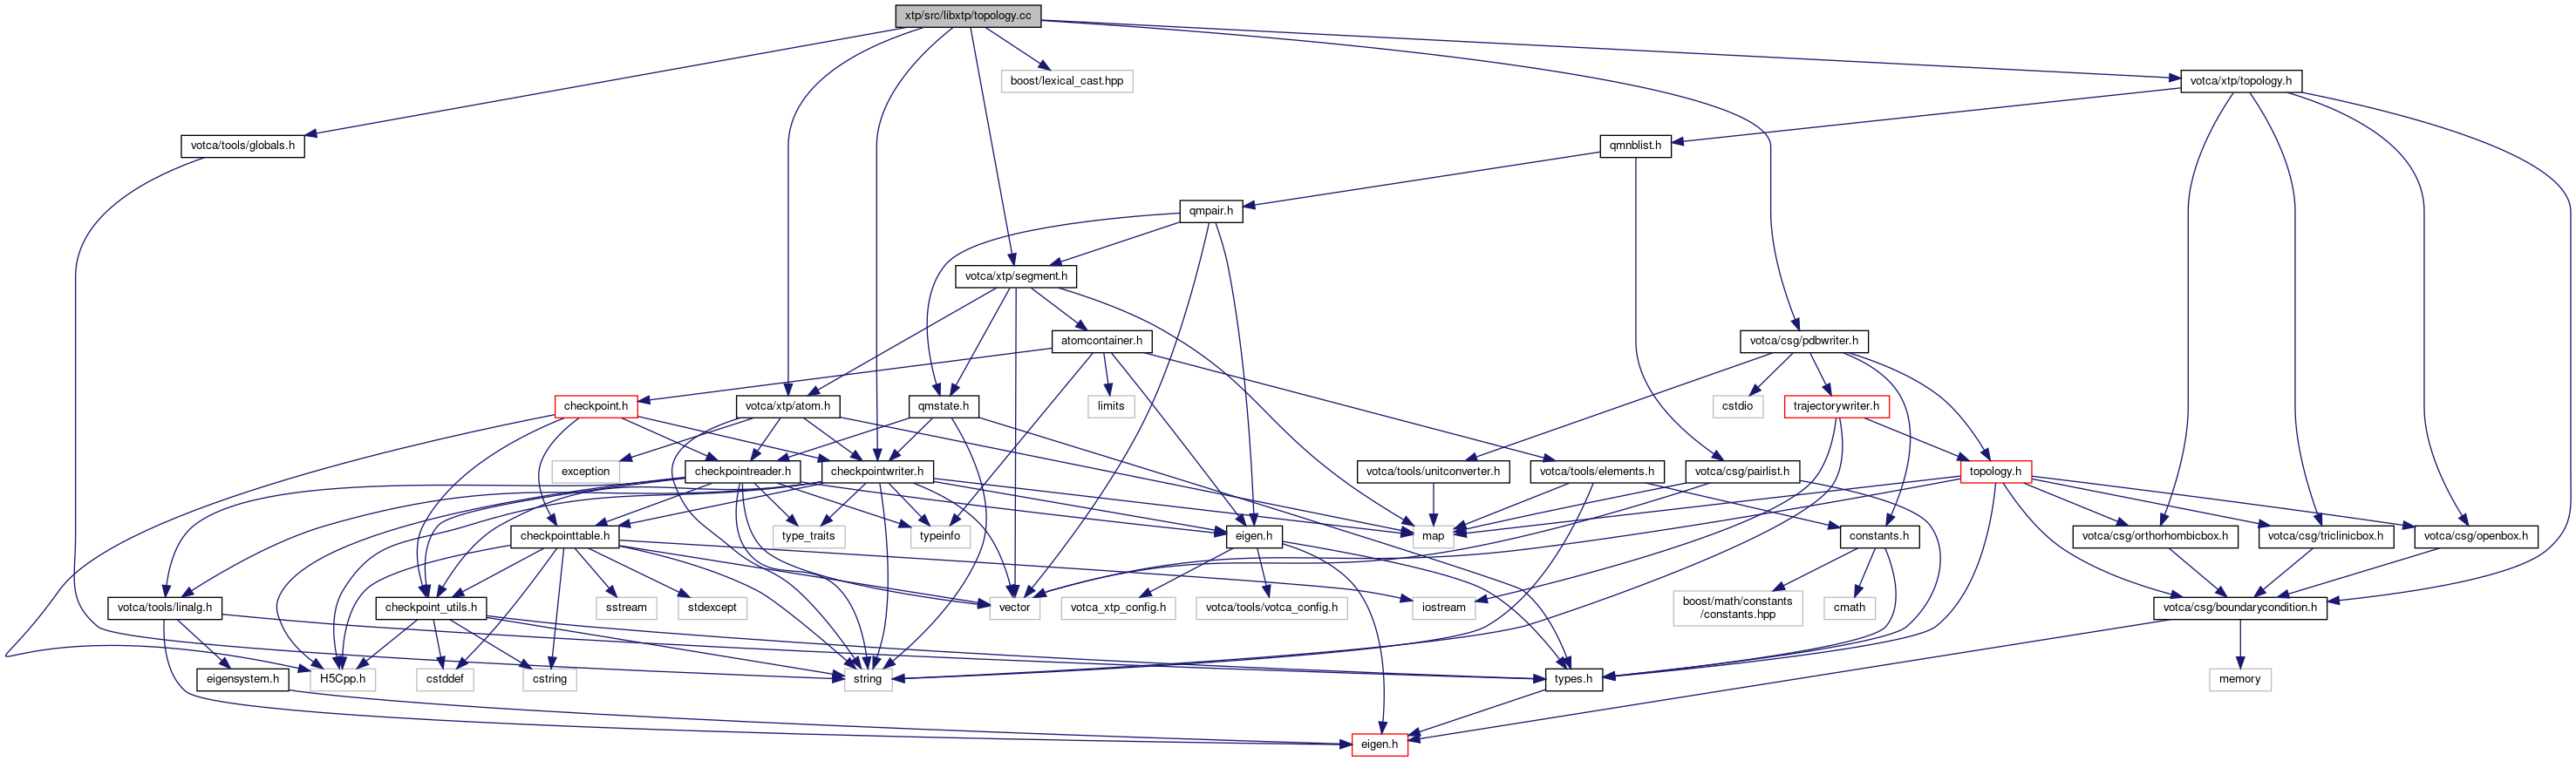 xtp/src/libxtp/topology.cc
boost/lexical_cast.hpp
votca/xtp/topology.h
votca/tools/globals.h
qmnblist.h
qmpair.h
votca/xtp/segment.h
atomcontainer.h
votca/csg/pdbwriter.h
checkpoint.h
votca/xtp/atom.h
qmstate.h
limits
cstdio
trajectorywriter.h
exception
checkpointreader.h
checkpointwriter.h
votca/tools/unitconverter.h
votca/tools/elements.h
votca/csg/pairlist.h
topology.h
checkpointtable.h
type_traits
typeinfo
eigen.h
map
constants.h
votca/csg/orthorhombicbox.h
votca/csg/triclinicbox.h
votca/csg/openbox.h
votca/tools/linalg.h
checkpoint_utils.h
sstream
stdexcept
vector
votca_xtp_config.h
votca/tools/votca_config.h
iostream
boost/math/constants
/constants.hpp
cmath
votca/csg/boundarycondition.h
eigensystem.h
H5Cpp.h
cstddef
cstring
string
types.h
memory
eigen.h